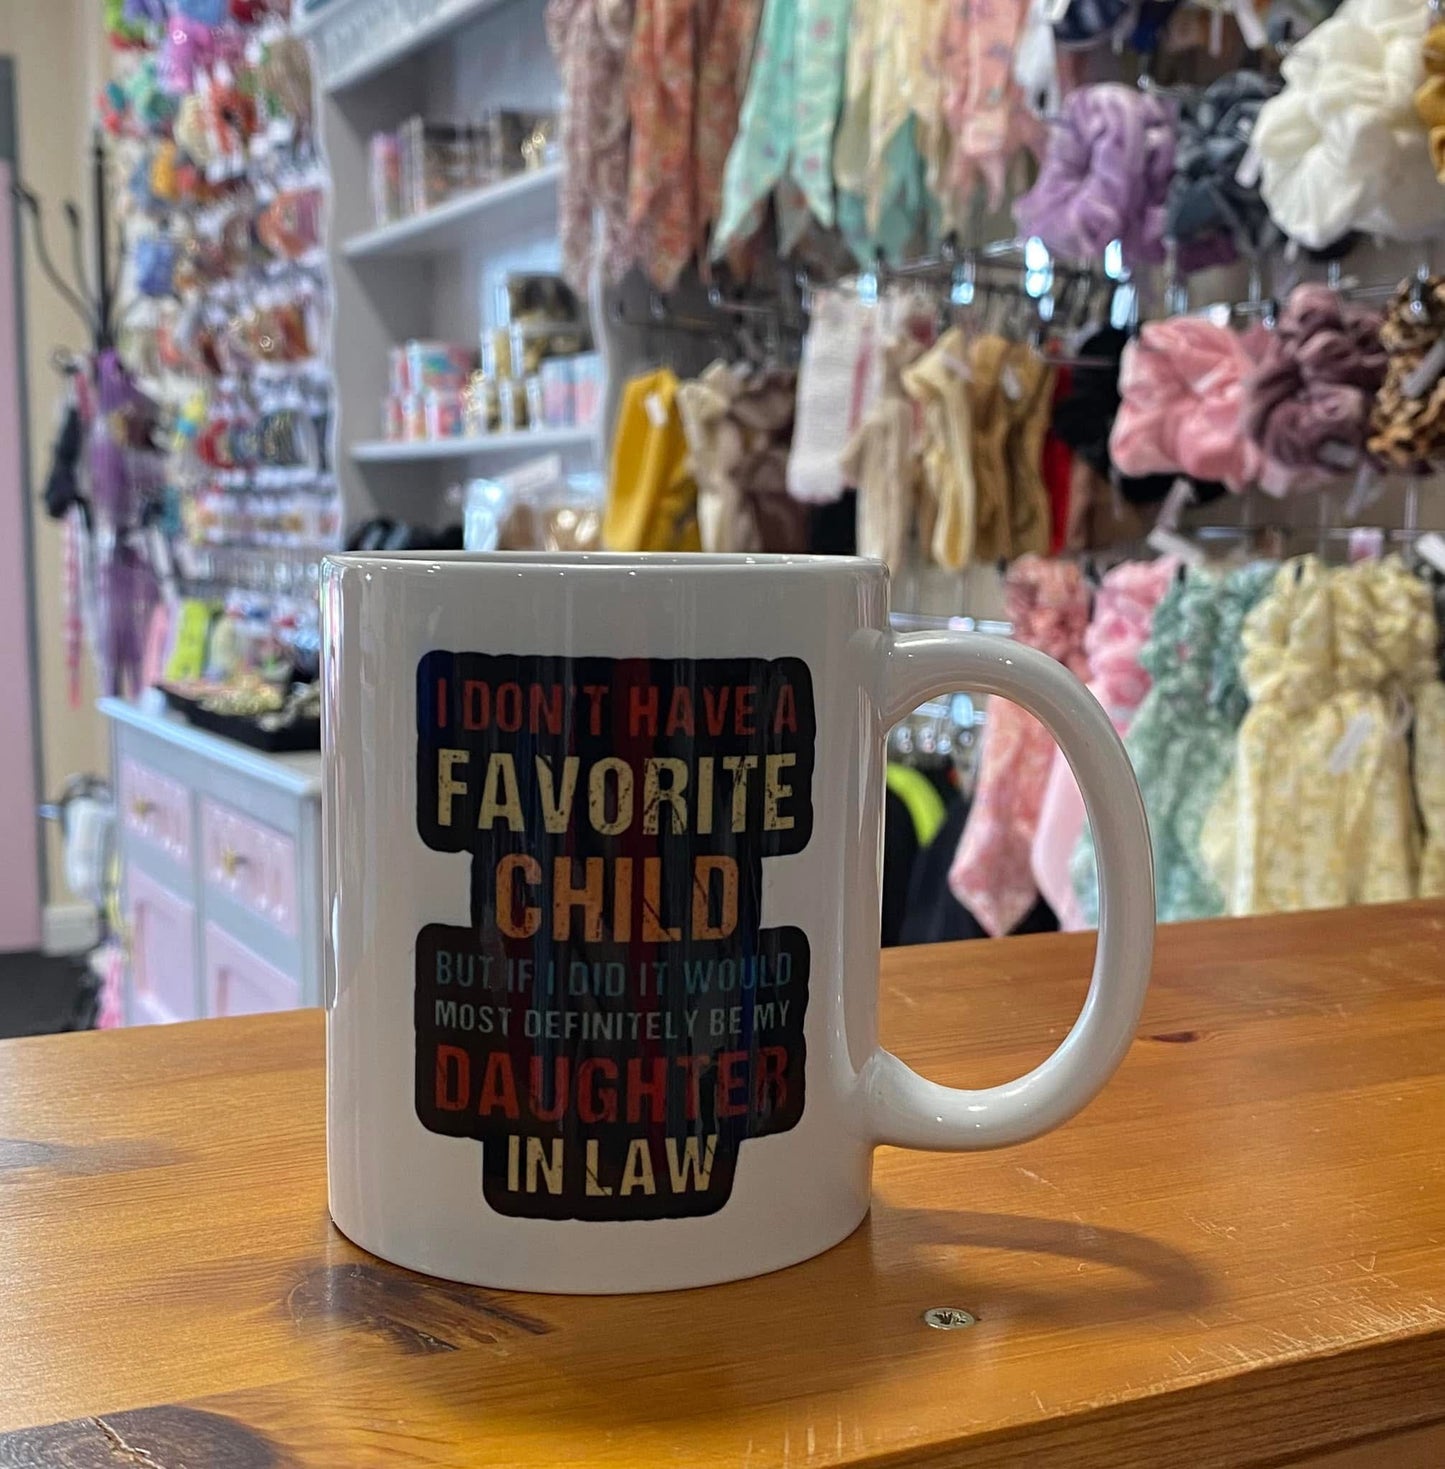 I DON'T HAVE A
FAVORITE
CHILD
BUT IF I DID IT WOULD
MOST DEFINITELY BE MY
DAUGHTER
IN LAW